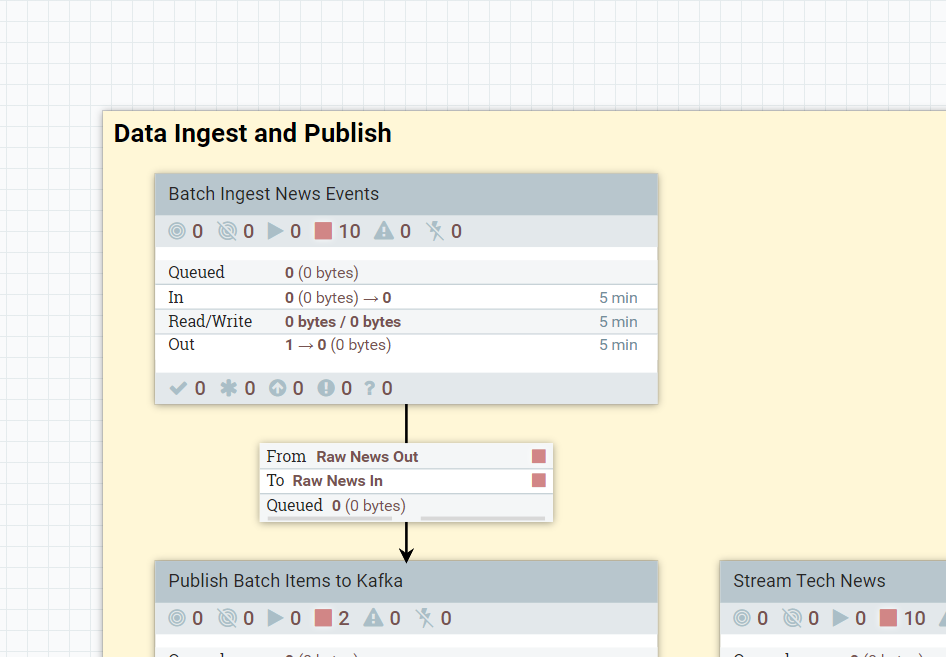 Data Ingest and Publish
Batch Ingest News Events
0 0 0 10 0 0
Queued 0 (0 bytes)
In 0 (0 bytes) → 0 5 min
Read/Write 0 bytes / 0 bytes 5 min
Out 1 → 0 (0 bytes) 5 min
0 0 0 0 ? 0
From Raw News Out
To Raw News In
Queued 0 (0 bytes)
Publish Batch Items to Kafka
0 0 0 2 0 0
Stream Tech News
0 0 0 10